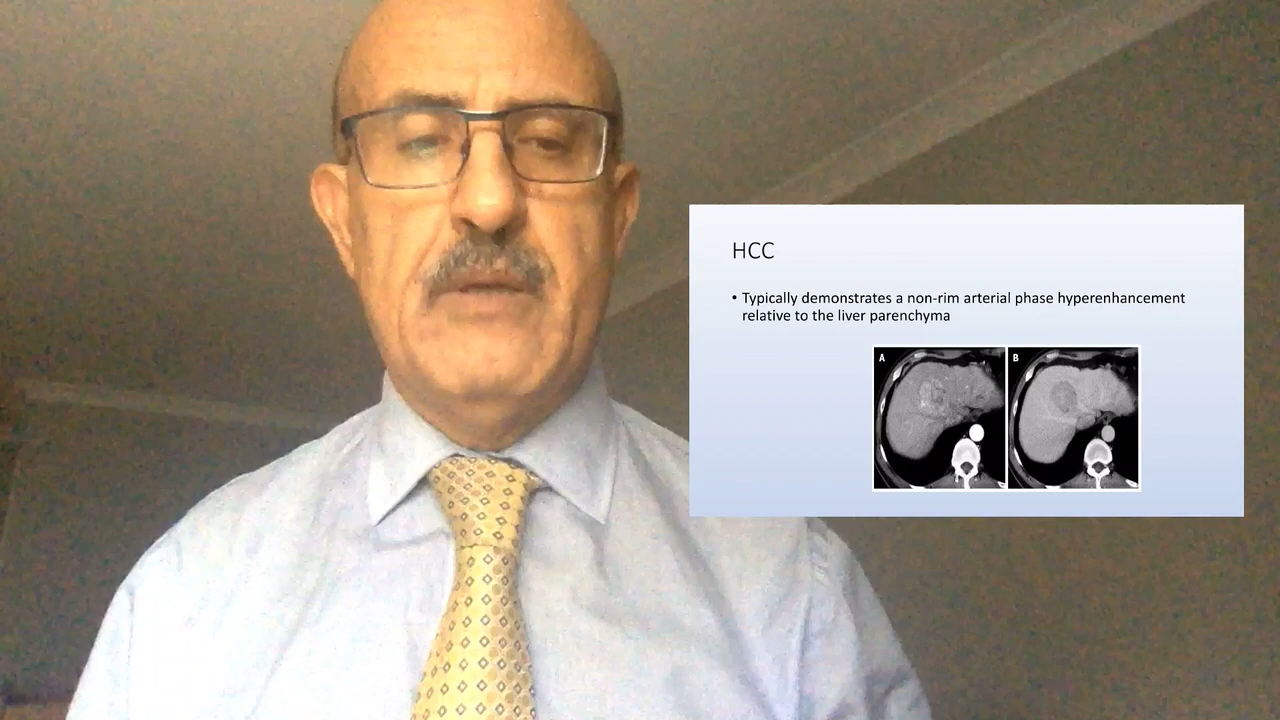 HCC
• Typically demonstrates a non-rim arterial phase hyperenhancement
relative to the liver parenchyma
A
B